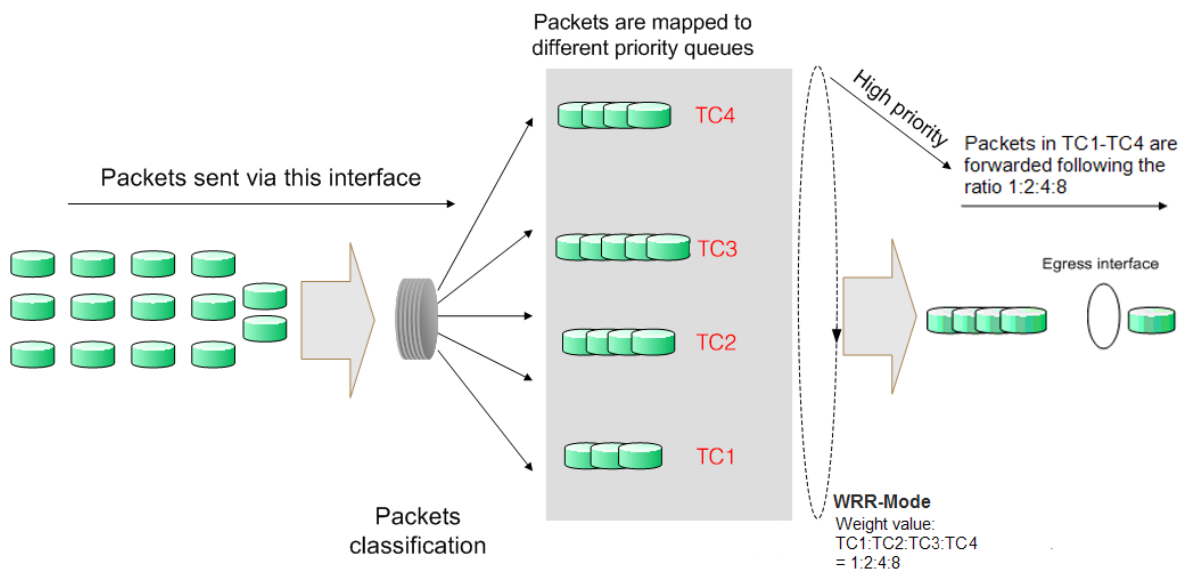 Packets are mapped to
different priority queues
High priority
TC4
Packets in TC1-TC4 are
forwarded following the
ratio 1:2:4:8
Packets sent via this interface
TC3
Egress interface
TC2
TC1
WRR-Mode
Weight value:
TC1:TC2:TC3:TC4
= 1:2:4:8
Packets
classification